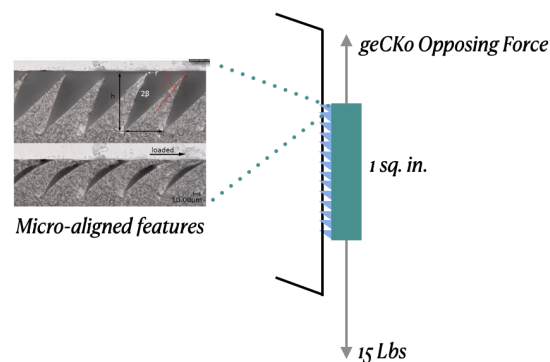 geCKo Opposing Force
h
2β
loaded
10.00µm
1 sq. in.
Micro-aligned features
15 Lbs